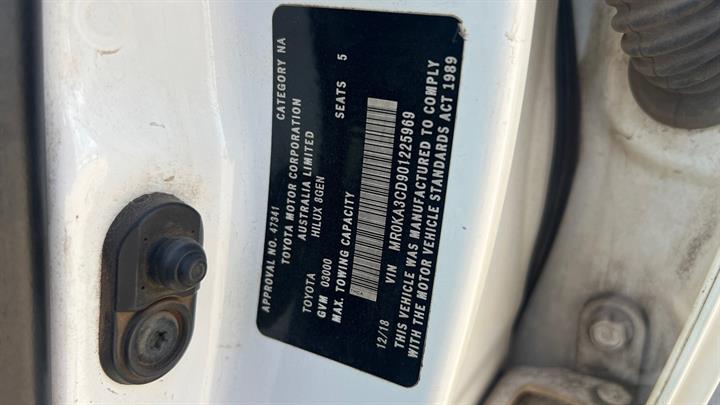 APPROVAL NO. 47341 CATEGORY NA
TOYOTA MOTOR CORPORATION
AUSTRALIA LIMITED
HILUX 8GEN
TOYOTA
GVM 03000 SEATS 5
MAX. TOWING CAPACITY
12/18 VIN MR0KA3CD901225969
THIS VEHICLE WAS MANUFACTURED TO COMPLY
WITH THE MOTOR VEHICLE STANDARDS ACT 1989